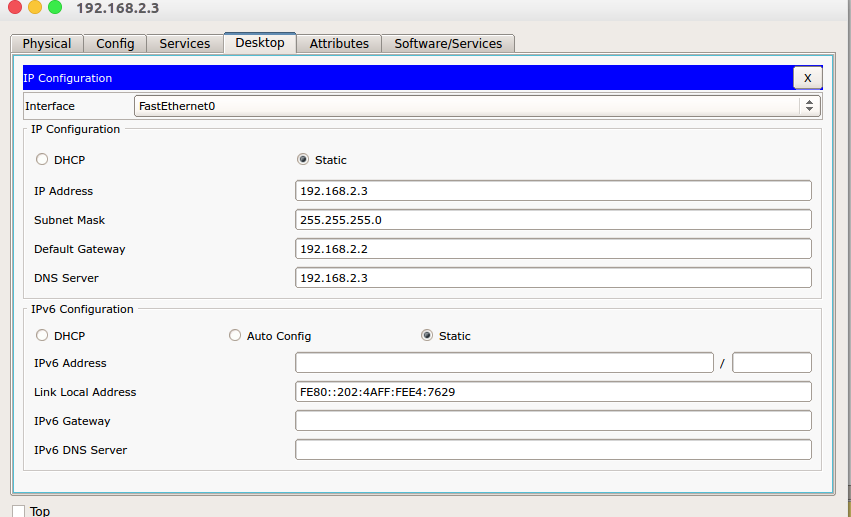 192.168.2.3
Physical Config Services Desktop Attributes Software/Services
IP Configuration X
Interface FastEthernet0
IP Configuration
DHCP Static
IP Address 192.168.2.3
Subnet Mask 255.255.255.0
Default Gateway 192.168.2.2
DNS Server 192.168.2.3
IPv6 Configuration
DHCP Auto Config Static
IPv6 Address /
Link Local Address FE80::202:4AFF:FEE4:7629
IPv6 Gateway
IPv6 DNS Server
Top